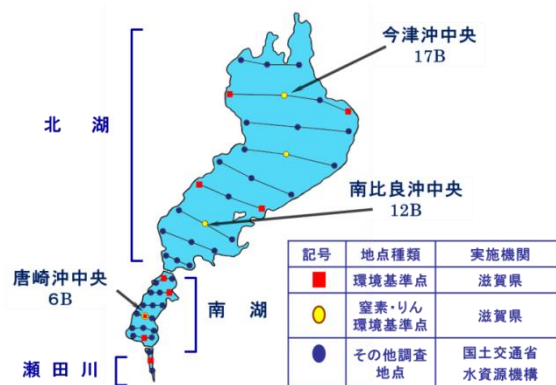 今津沖中央
17B
北湖
南比良沖中央
12B
唐崎沖中央
6B
南湖
瀬田川
記号 地点種類 実施機関
環境基準点 滋賀県
窒素・りん
環境基準点 滋賀県
その他調査
地点 国土交通省
水資源機構